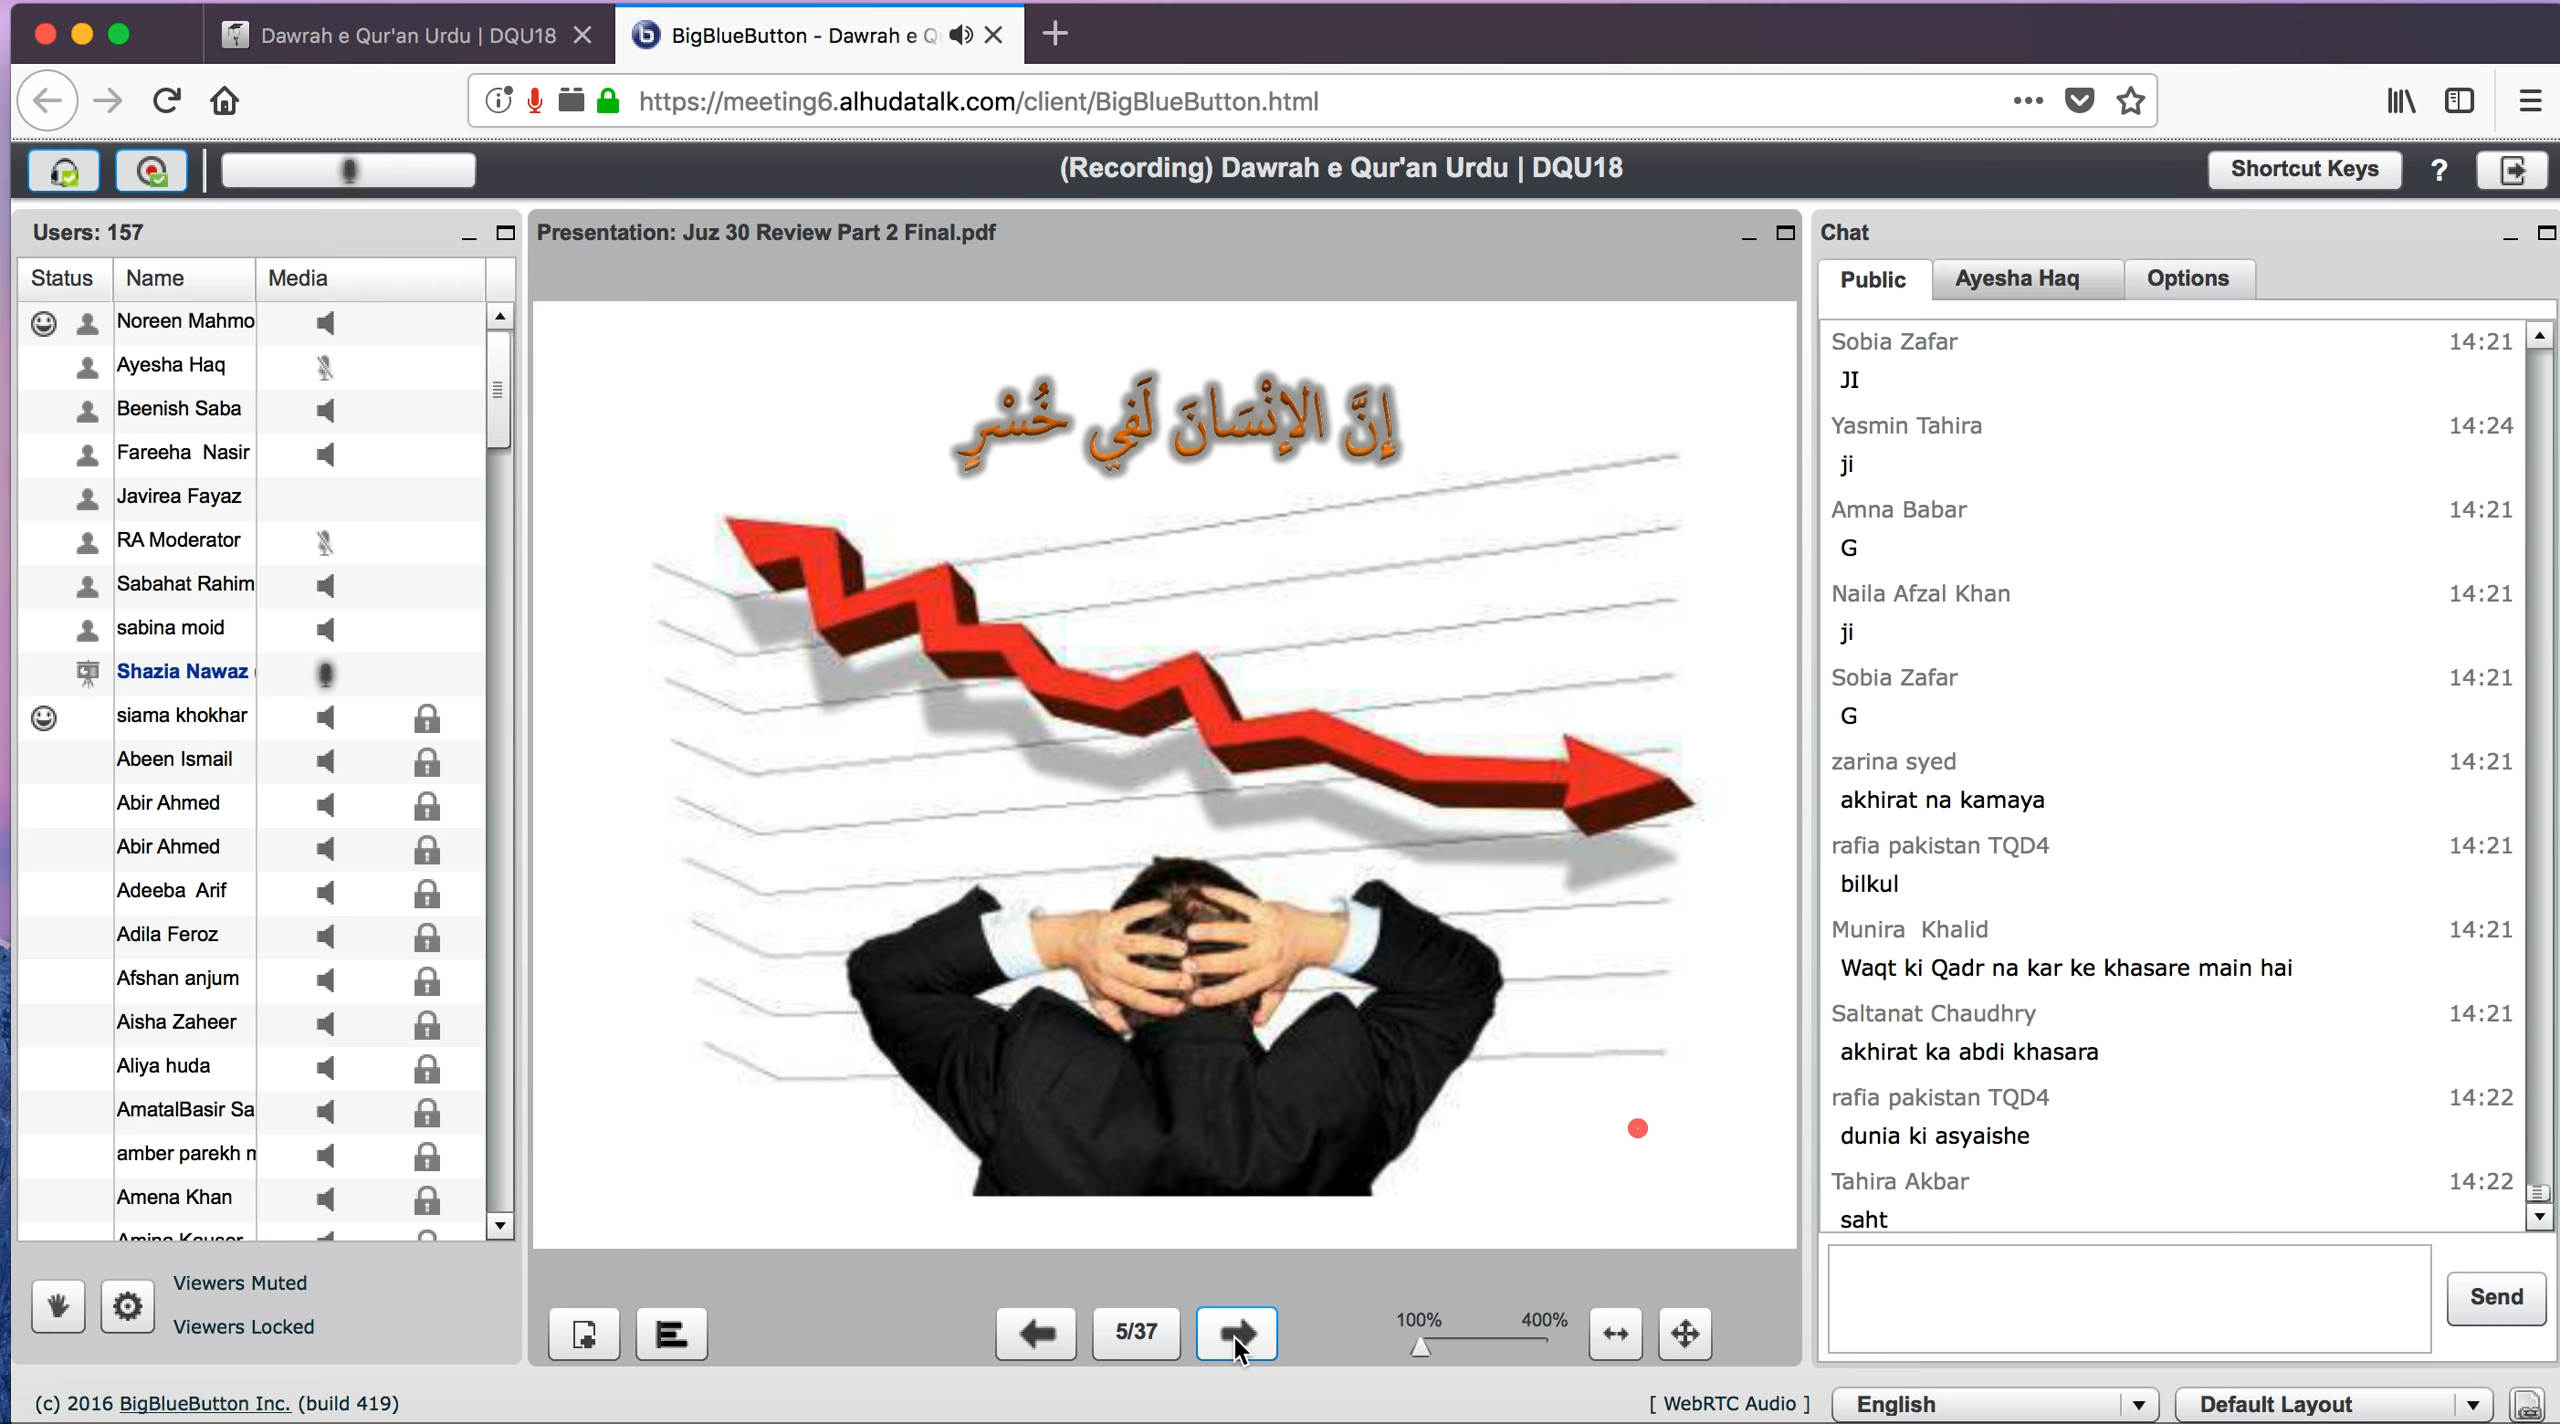 Dawrah e Qur'an Urdu | DQU18
BigBlueButton - Dawrah e Q
https://meeting6.alhudatalk.com/client/BigBlueButton.html
(Recording) Dawrah e Qur'an Urdu | DQU18
Shortcut Keys
?
Users: 157
Status Name Media
Noreen Mahmo
Ayesha Haq
Beenish Saba
Fareeha Nasir
Javirea Fayaz
RA Moderator
Sabahat Rahim
sabina moid
Shazia Nawaz
siama khokhar
Abeen Ismail
Abir Ahmed
Abir Ahmed
Adeeba Arif
Adila Feroz
Afshan anjum
Aisha Zaheer
Aliya huda
AmatalBasir Sa
amber parekh
Amena Khan
Amina Kauser
Viewers Muted
Viewers Locked
Presentation: Juz 30 Review Part 2 Final.pdf
إِنَّ الإِنْسَانَ لَفِي خُسْرٍ
5/37
100% 400%
Chat
Public Ayesha Haq Options
Sobia Zafar 14:21
JI
Yasmin Tahira 14:24
ji
Amna Babar 14:21
G
Naila Afzal Khan 14:21
ji
Sobia Zafar 14:21
G
zarina syed 14:21
akhirat na kamaya
rafia pakistan TQD4 14:21
bilkul
Munira Khalid 14:21
Waqt ki Qadr na kar ke khasare main hai
Saltanat Chaudhry 14:21
akhirat ka abdi khasara
rafia pakistan TQD4 14:22
dunia ki asyaishe
Tahira Akbar 14:22
saht
Send
(c) 2016 BigBlueButton Inc. (build 419)
[ WebRTC Audio ]
English
Default Layout